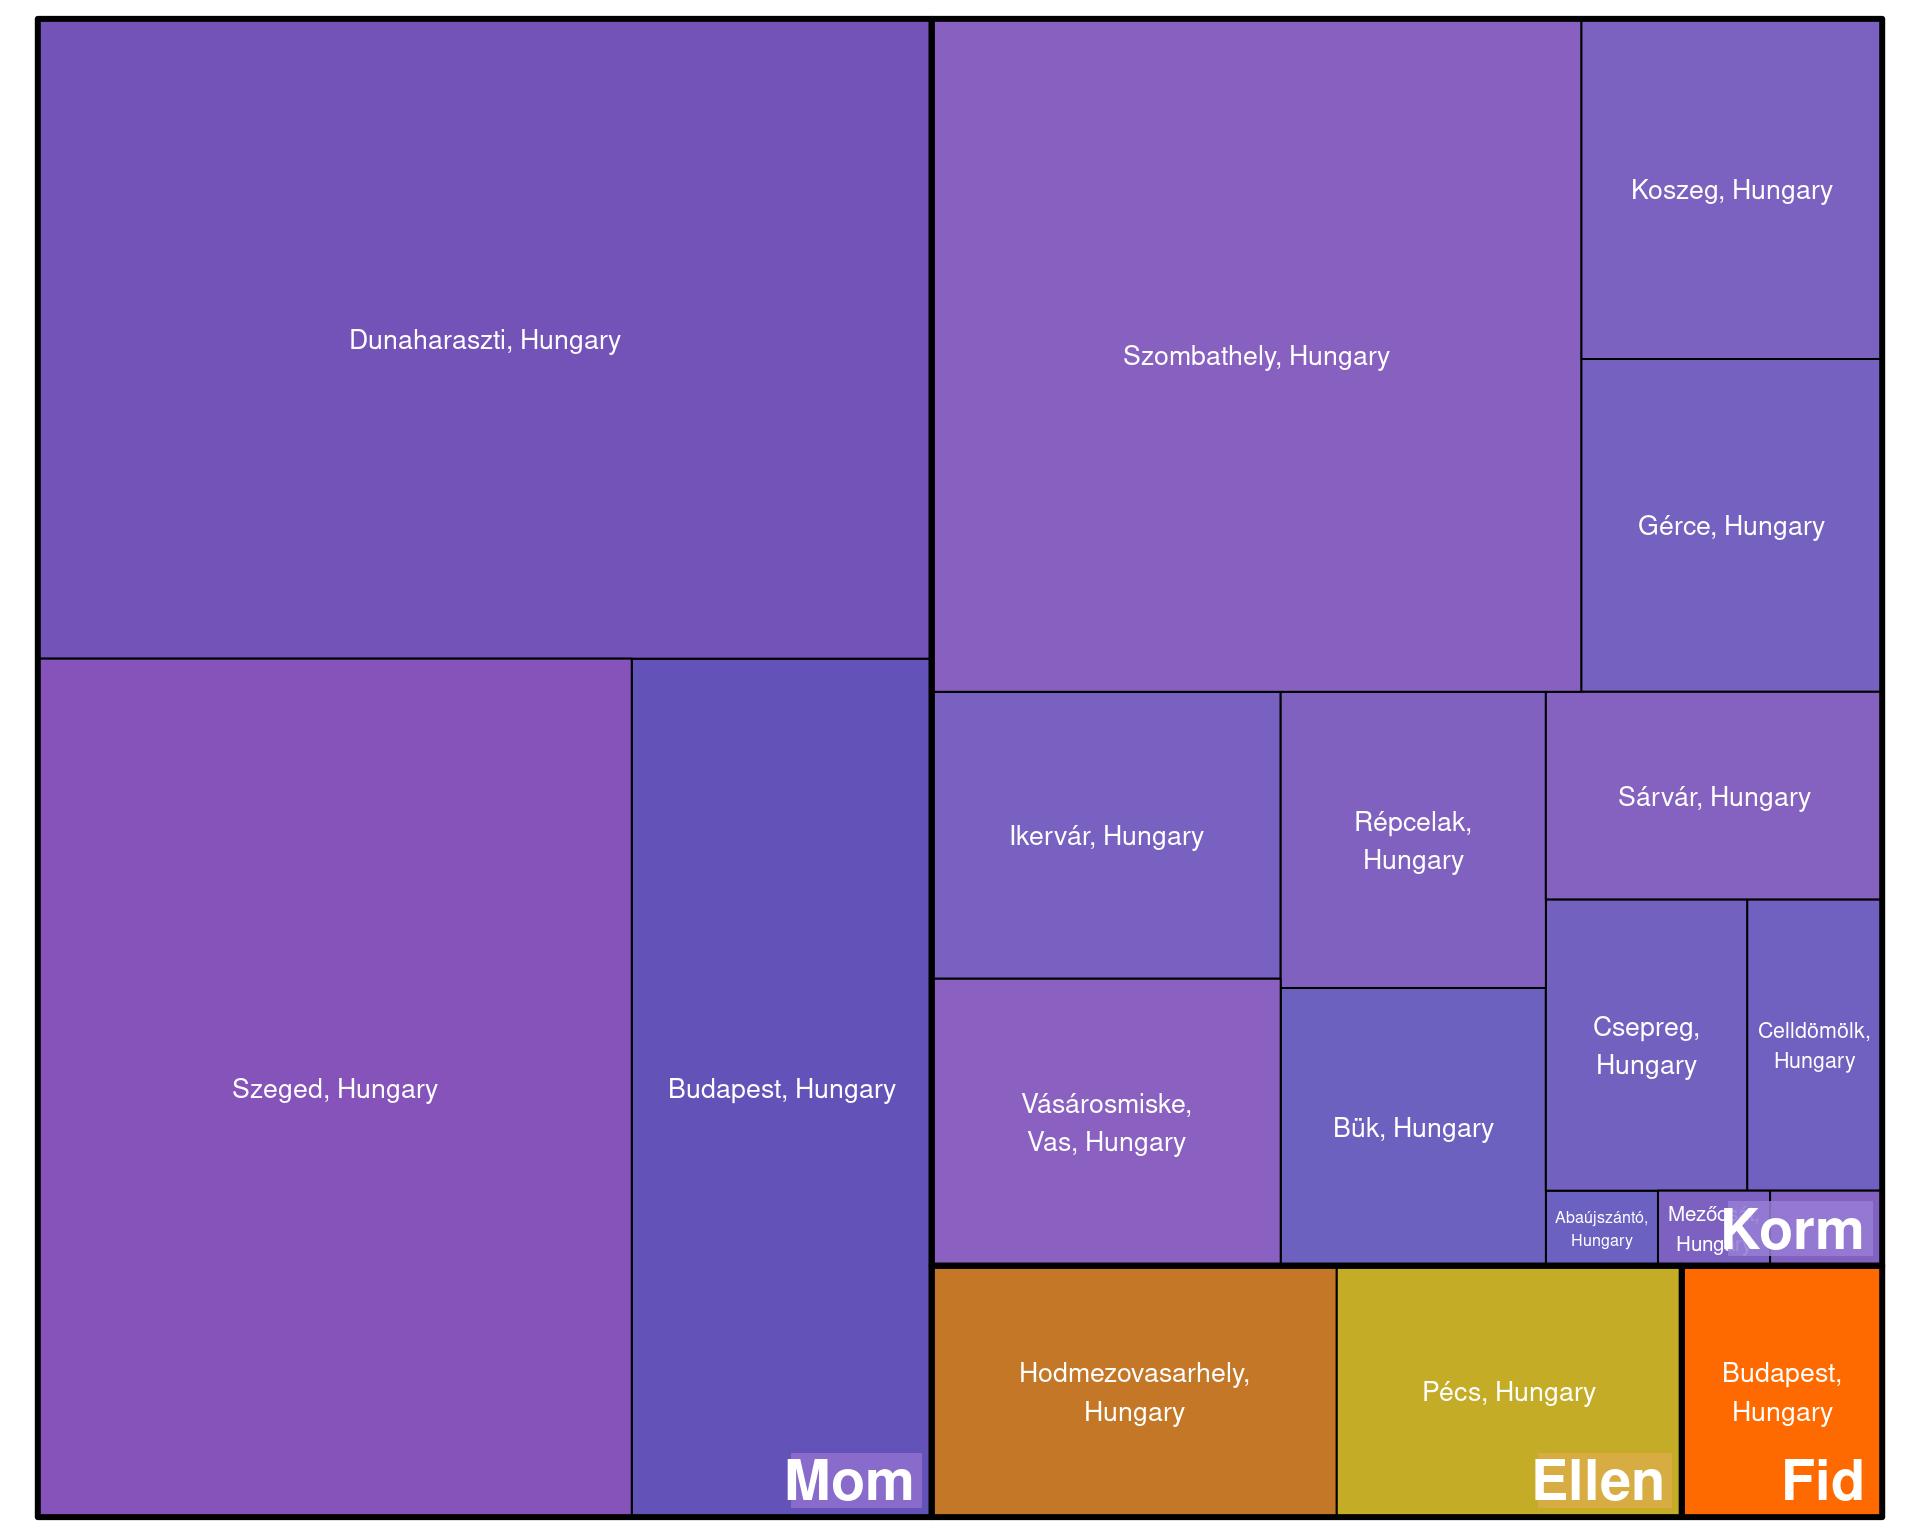 Dunaharaszti, Hungary
Szeged, Hungary
Budapest, Hungary
Mom
Szombathely, Hungary
Koszeg, Hungary
Gérce, Hungary
Ikervár, Hungary
Vásárosmiske,
Vas, Hungary
Répcelak,
Hungary
Bük, Hungary
Sárvár, Hungary
Csepreg,
Hungary
Celldömölk,
Hungary
Abaújszántó,
Hungary
Hungary
Korm
Hodmezovasarhely,
Hungary
Pécs, Hungary
Ellen
Budapest,
Hungary
Fid